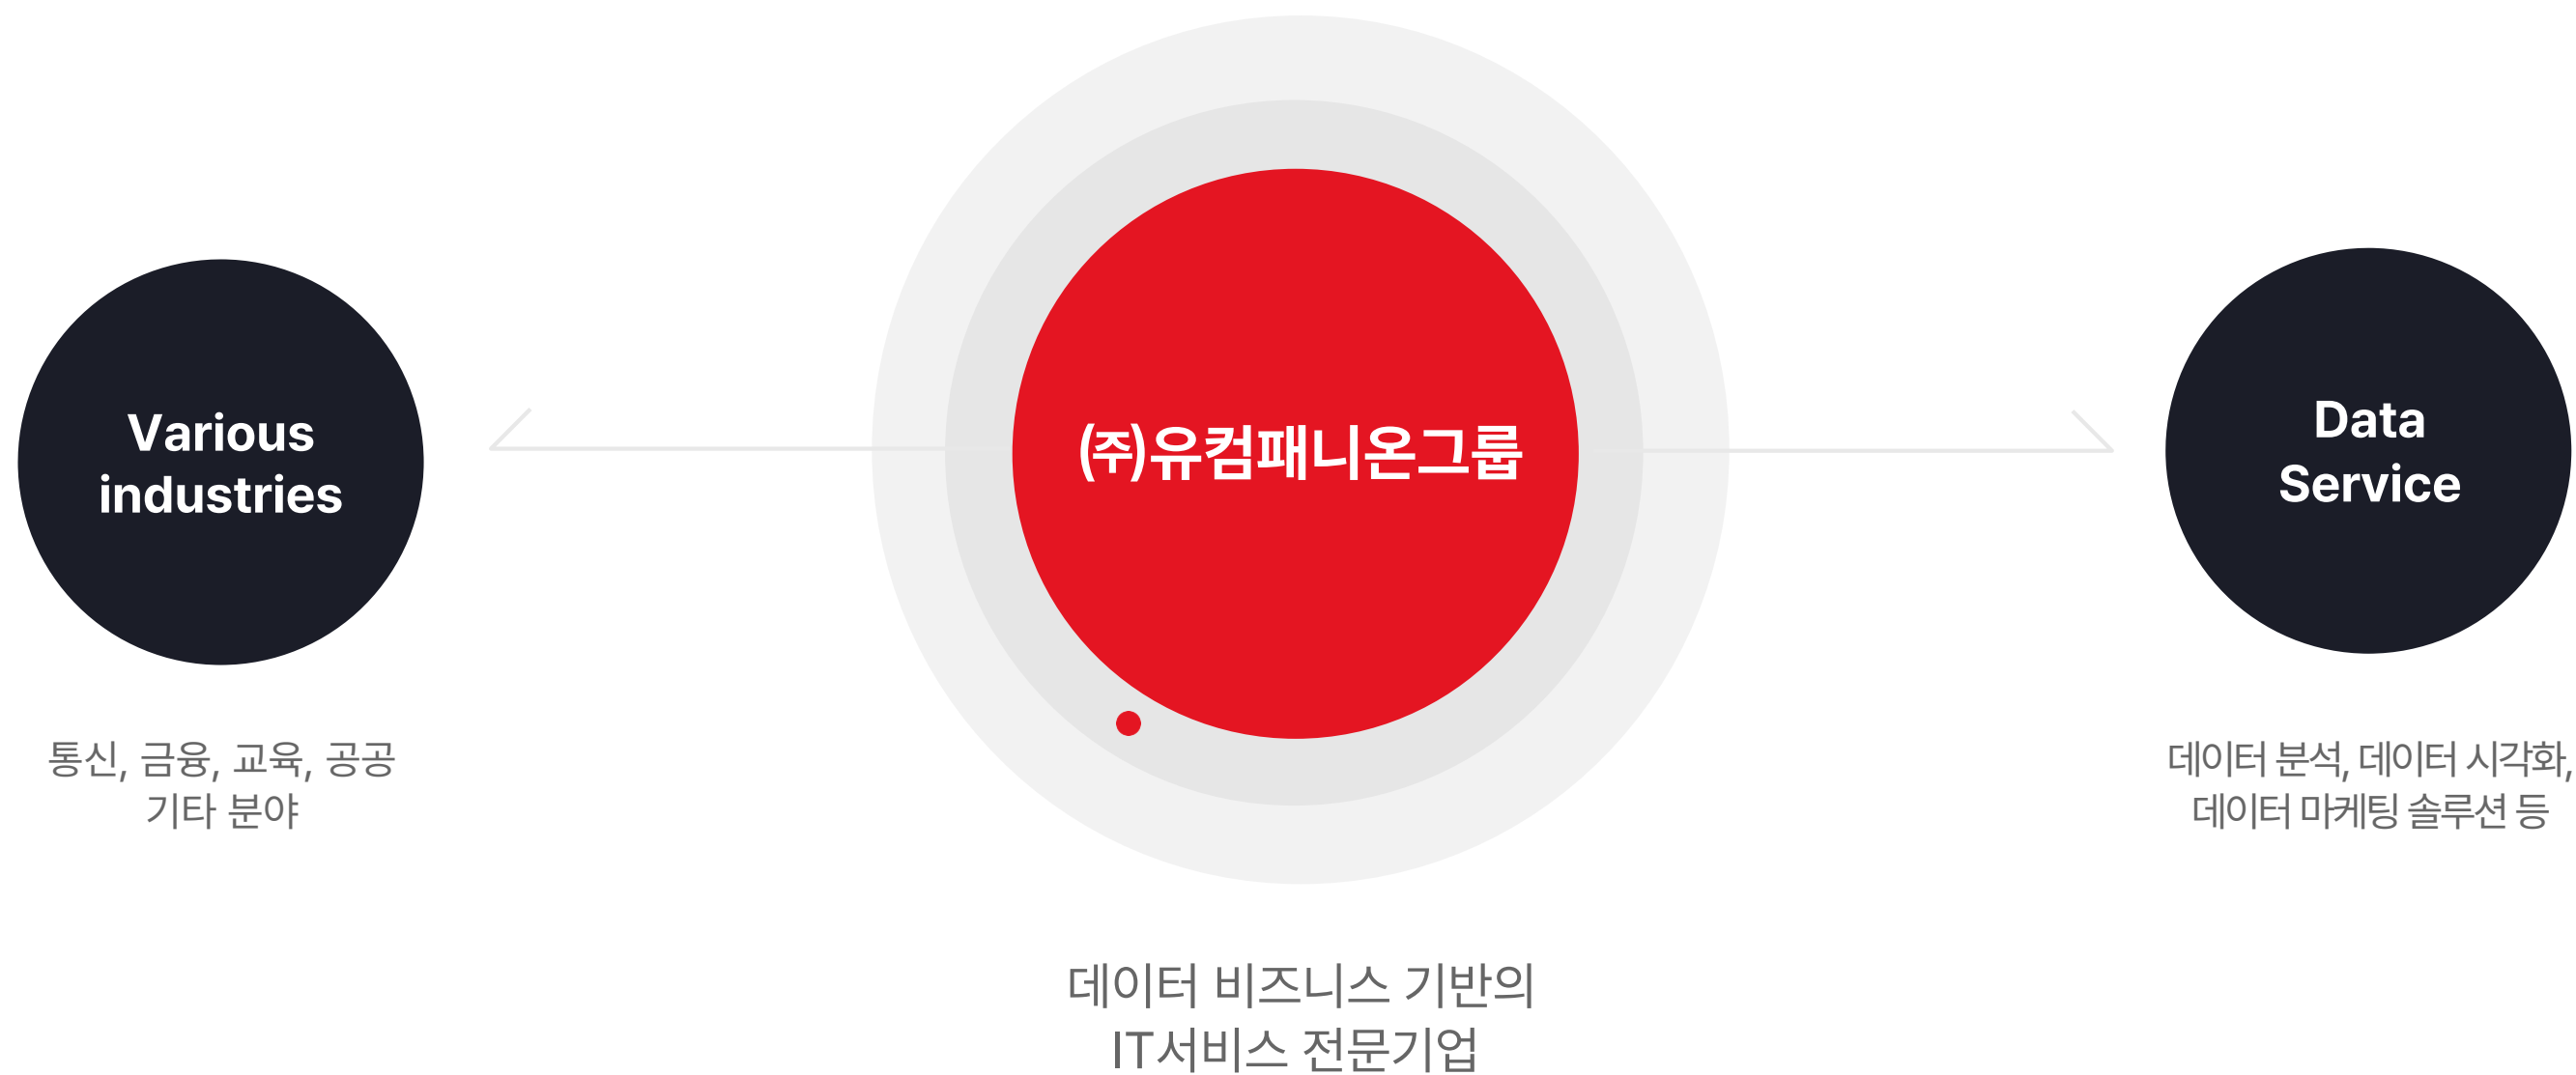 Various
industries
통신, 금융, 교육, 공공
기타 분야
㈜유컴패니온그룹
데이터 비즈니스 기반의
IT서비스 전문기업
Data
Service
데이터 분석, 데이터 시각화,
데이터 마케팅 솔루션 등